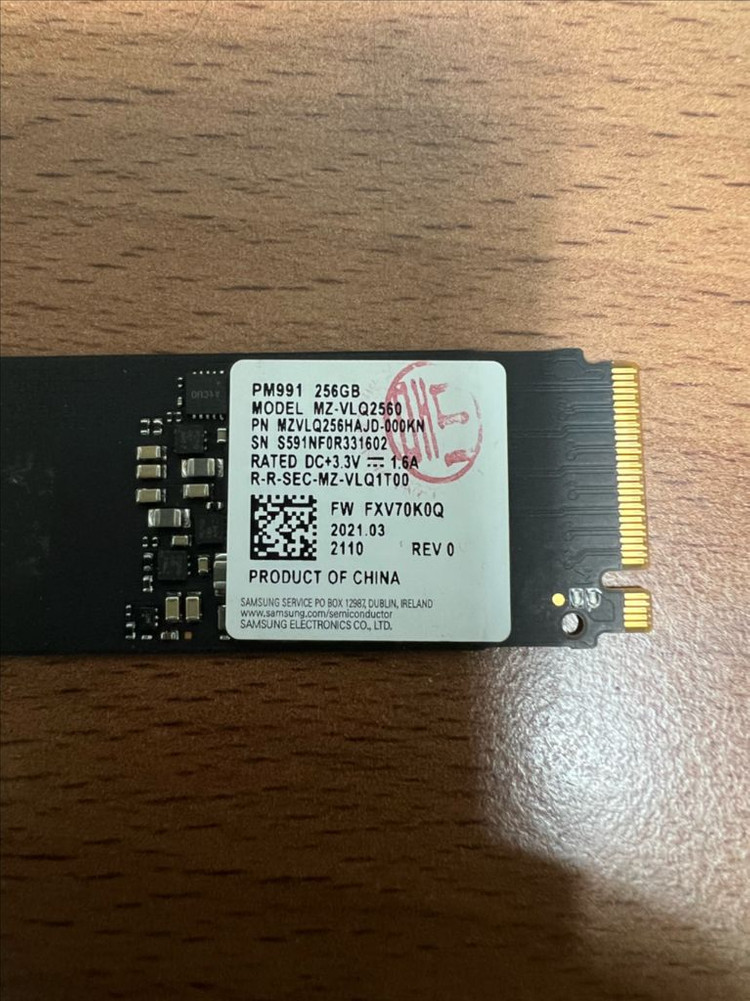 PM991 256GB
MODEL MZ-VLQ2560
PN MZVLQ256HAJD-000KN
SN S591NF0R331602
RATED DC+3.3V ⎓ 1.6A
R-R-SEC-MZ-VLQ1T00
FW FXV70K0Q
2021.03
2110 REV 0
PRODUCT OF CHINA
SAMSUNG SERVICE PO BOX 12987, DUBLIN, IRELAND
www.samsung.com/semiconductor
SAMSUNG ELECTRONICS CO., LTD.